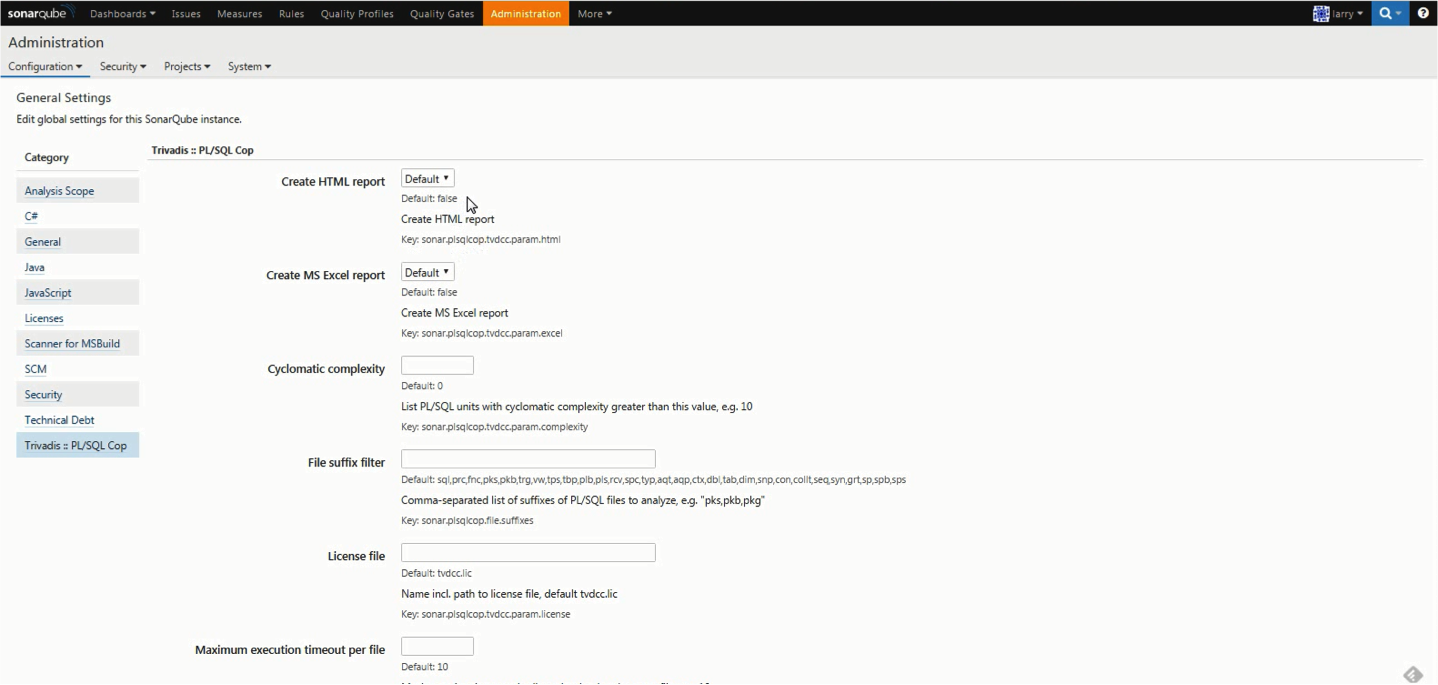 sonarqube Dashboards Issues Measures Rules Quality Profiles Quality Gates Administration More larry ?
Administration
Configuration Security Projects System
General Settings
Edit global settings for this SonarQube instance.
Category
Analysis Scope
C#
General
Java
JavaScript
Licenses
Scanner for MSBuild
SCM
Security
Technical Debt
Trivadis :: PL/SQL Cop
Trivadis :: PL/SQL Cop
Create HTML report Default
Default: false
Create HTML report
Key: sonar.plsqlcop.tvdcc.param.html
Create MS Excel report Default
Default: false
Create MS Excel report
Key: sonar.plsqlcop.tvdcc.param.excel
Cyclomatic complexity
Default: 0
List PL/SQL units with cyclomatic complexity greater than this value, e.g. 10
Key: sonar.plsqlcop.tvdcc.param.complexity
File suffix filter
Default: sql,prc,fnc,pks,pkb,trg,vw,tps,tbp,plb,pls,rcv,spc,typ,aqt,aqp,ctx,dbl,tab,dim,snp,con,collt,seq,syn,grt,sp,spb,sps
Comma-separated list of suffixes of PL/SQL files to analyze, e.g. "pks,pkb,pkg"
Key: sonar.plsqlcop.file.suffixes
License file
Default: tvdcc.lic
Name incl. path to license file, default tvdcc.lic
Key: sonar.plsqlcop.tvdcc.param.license
Maximum execution timeout per file
Default: 10